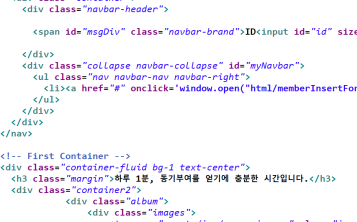 <div class="container">
<div class="navbar-header">
<span id="msgDiv" class="navbar-brand">ID<input id="id" size
</div>
<div class="collapse navbar-collapse" id="myNavbar">
<ul class="nav navbar-nav navbar-right">
<li><a href="#" onclick='window.open("html/memberInsertFor
</ul>
</div>
</div>
</nav>
<!-- First Container -->
<div class="container-fluid bg-1 text-center">
<h3 class="margin">하루 1분, 동기부여를 얻기에 충분한 시간입니다.</h3>
<div class="container2">
<div class="album">
<div class="images">